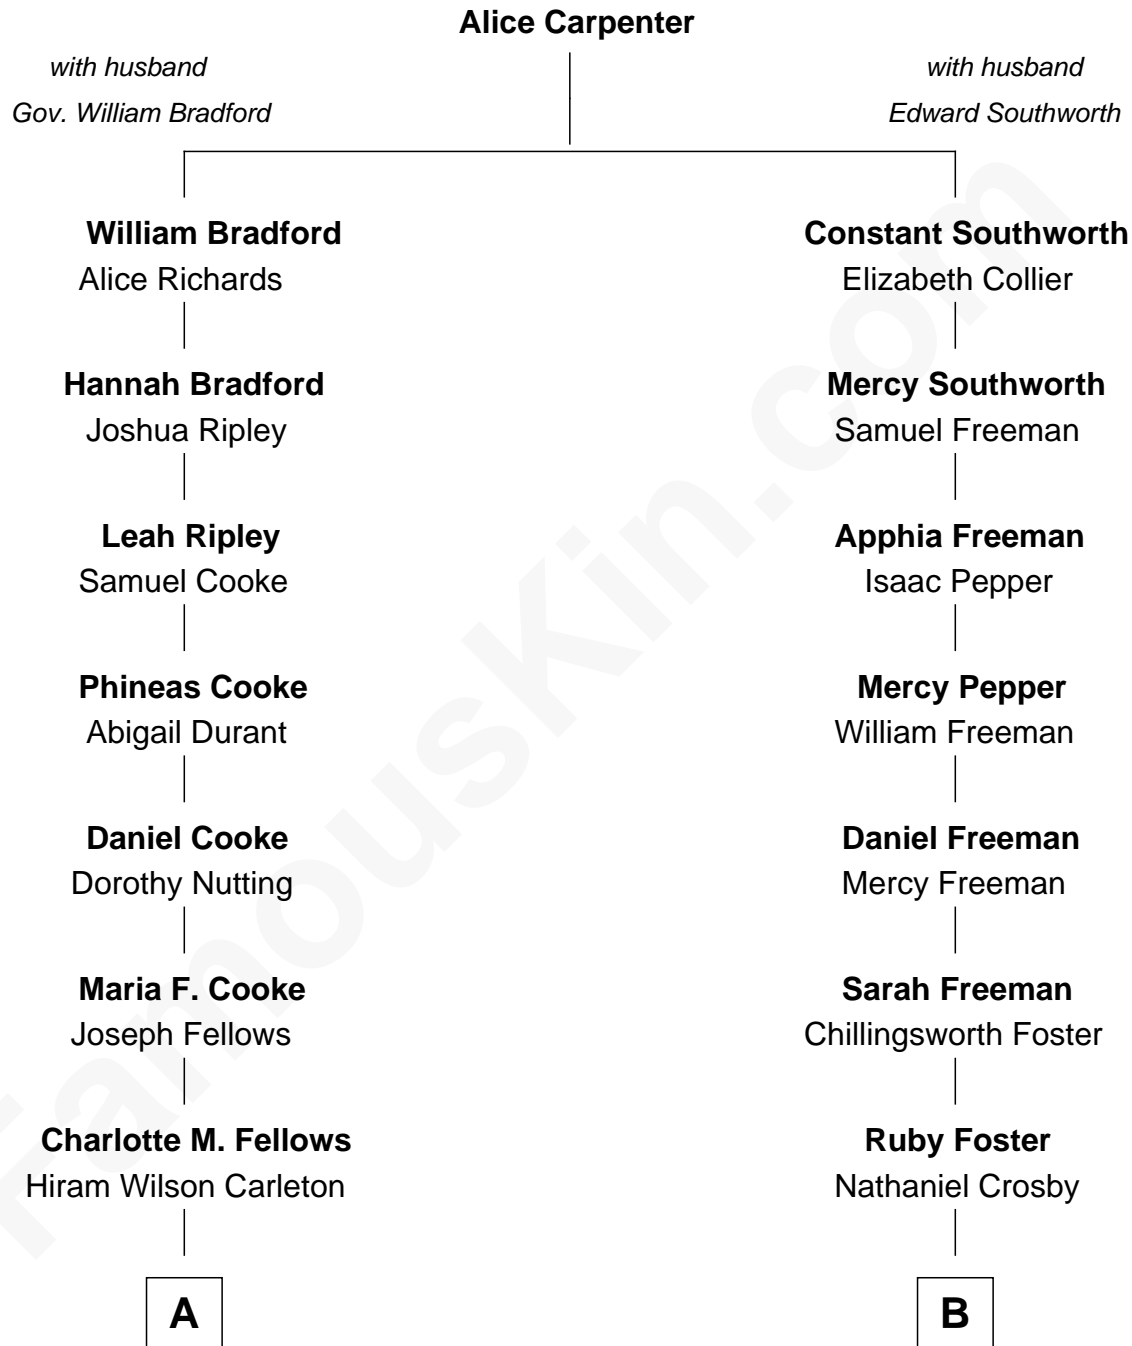 Alice Carpenter
with husband
Gov. William Bradford
with husband
Edward Southworth
William Bradford
Alice Richards
Constant Southworth
Elizabeth Collier
Hannah Bradford
Joshua Ripley
Mercy Southworth
Samuel Freeman
Leah Ripley
Samuel Cooke
Apphia Freeman
Isaac Pepper
Phineas Cooke
Abigail Durant
Mercy Pepper
William Freeman
Daniel Cooke
Dorothy Nutting
Daniel Freeman
Mercy Freeman
Maria F. Cooke
Joseph Fellows
Sarah Freeman
Chillingsworth Foster
Charlotte M. Fellows
Hiram Wilson Carleton
Ruby Foster
Nathaniel Crosby
A
B
FamousKin.com